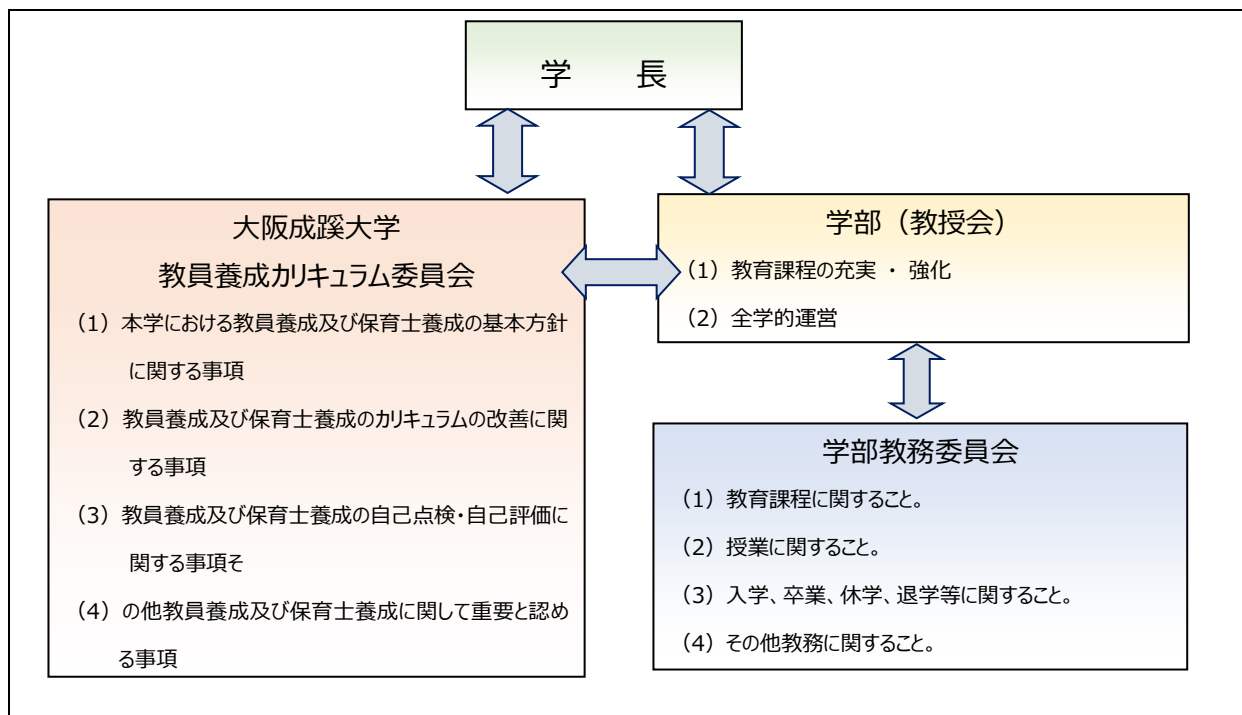 学 長
大阪成蹊大学
教員養成カリキュラム委員会
(1) 本学における教員養成及び保育士養成の基本方針
に関する事項
(2) 教員養成及び保育士養成のカリキュラムの改善に関
する事項
(3) 教員養成及び保育士養成の自己点検・自己評価に
関する事項そ
(4) の他教員養成及び保育士養成に関して重要と認め
る事項
学部（教授会）
(1) 教育課程の充実 ・ 強化
(2) 全学的運営
学部教務委員会
(1) 教育課程に関すること。
(2) 授業に関すること。
(3) 入学、卒業、休学、退学等に関すること。
(4) その他教務に関すること。